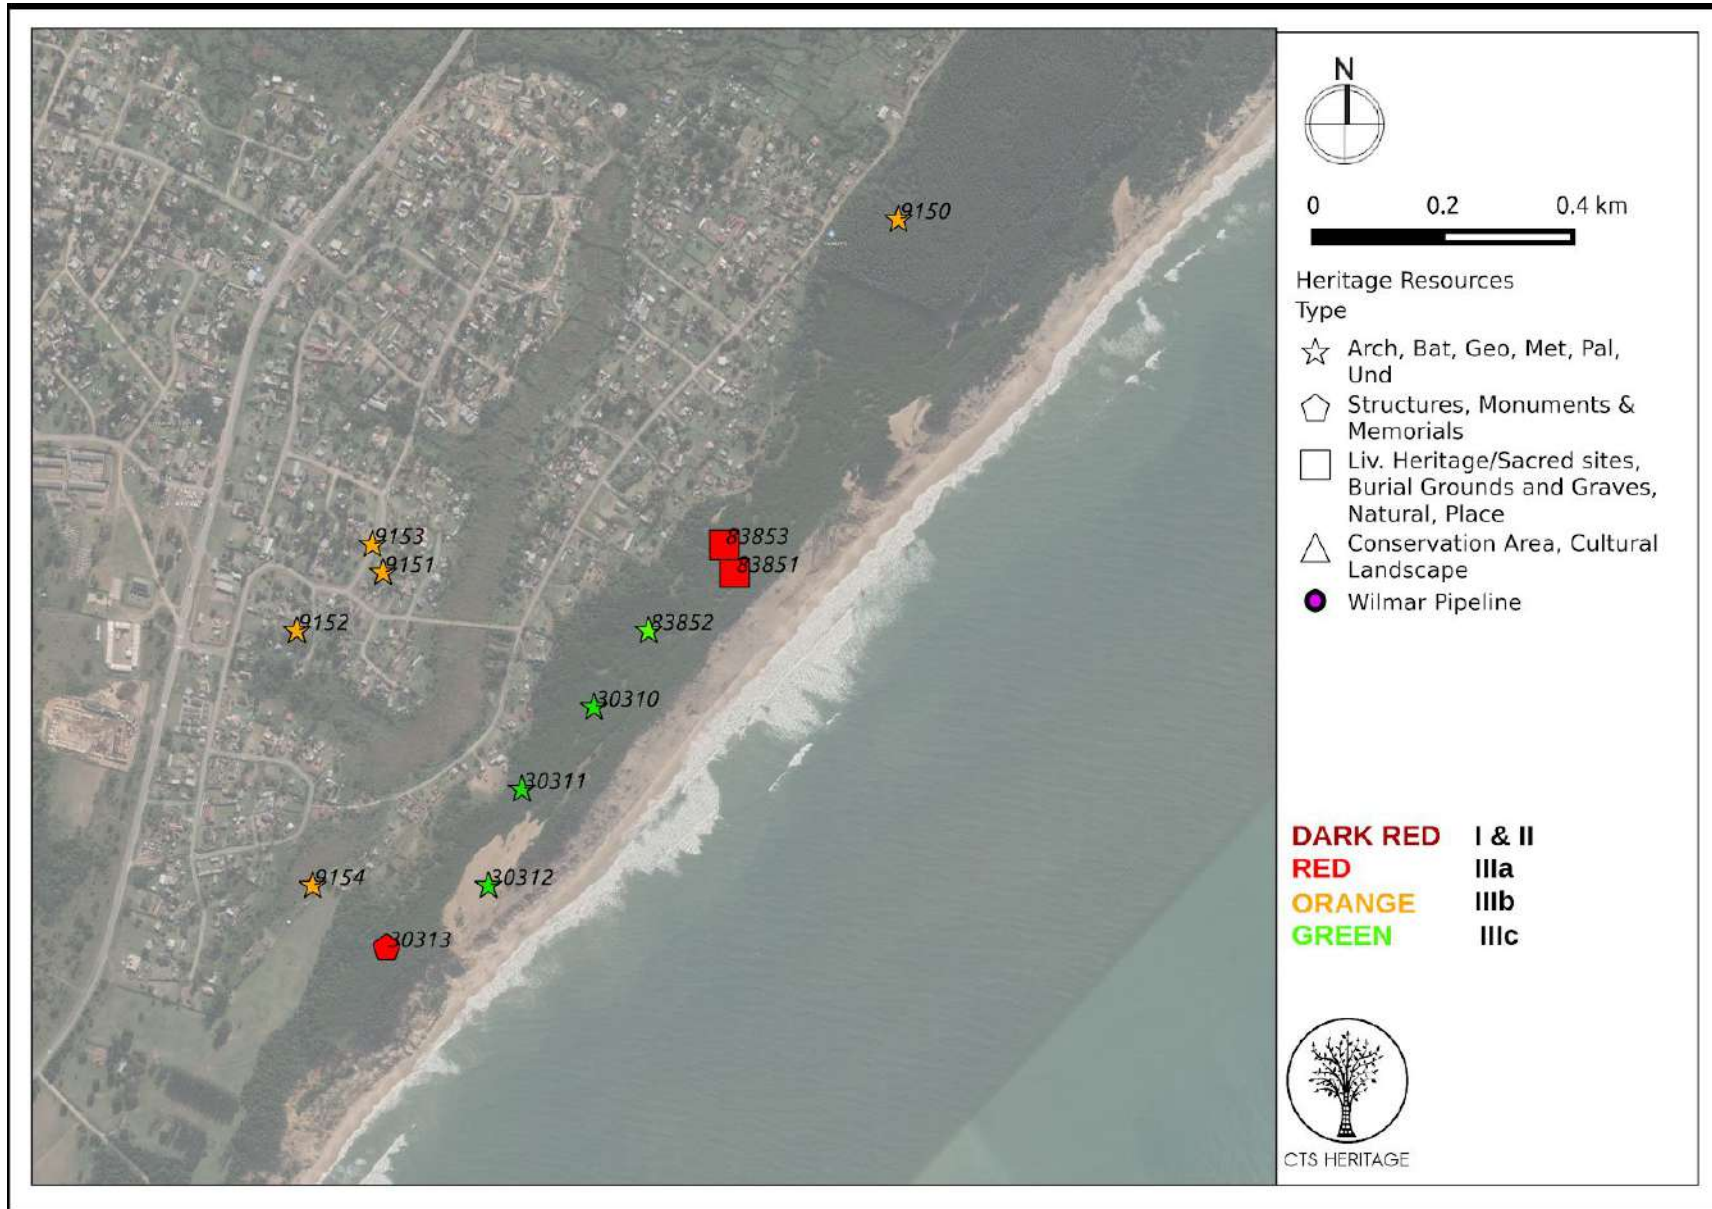 9150
9153
83853
9151
83851
9152
83852
30310
30311
9154
30312
30313
N
0 0.2 0.4 km
Heritage Resources
Type
Arch, Bat, Geo, Met, Pal,
Und
Structures, Monuments &
Memorials
Liv. Heritage/Sacred sites,
Burial Grounds and Graves,
Natural, Place
Conservation Area, Cultural
Landscape
Wilmar Pipeline
DARK RED I & II
RED IIIa
ORANGE IIIb
GREEN IIIc
CTS HERITAGE